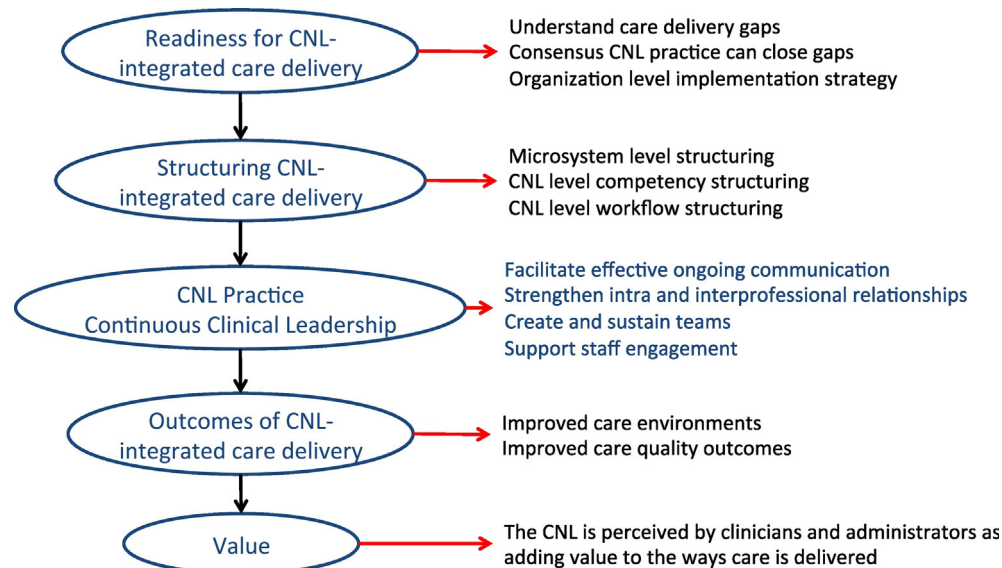 Readiness for CNL-
integrated care delivery
Understand care delivery gaps
Consensus CNL practice can close gaps
Organization level implementation strategy
Structuring CNL-
integrated care delivery
Microsystem level structuring
CNL level competency structuring
CNL level workflow structuring
CNL Practice
Continuous Clinical Leadership
Facilitate effective ongoing communication
Strengthen intra and interprofessional relationships
Create and sustain teams
Support staff engagement
Outcomes of CNL-
integrated care delivery
Improved care environments
Improved care quality outcomes
Value
The CNL is perceived by clinicians and administrators as
adding value to the ways care is delivered